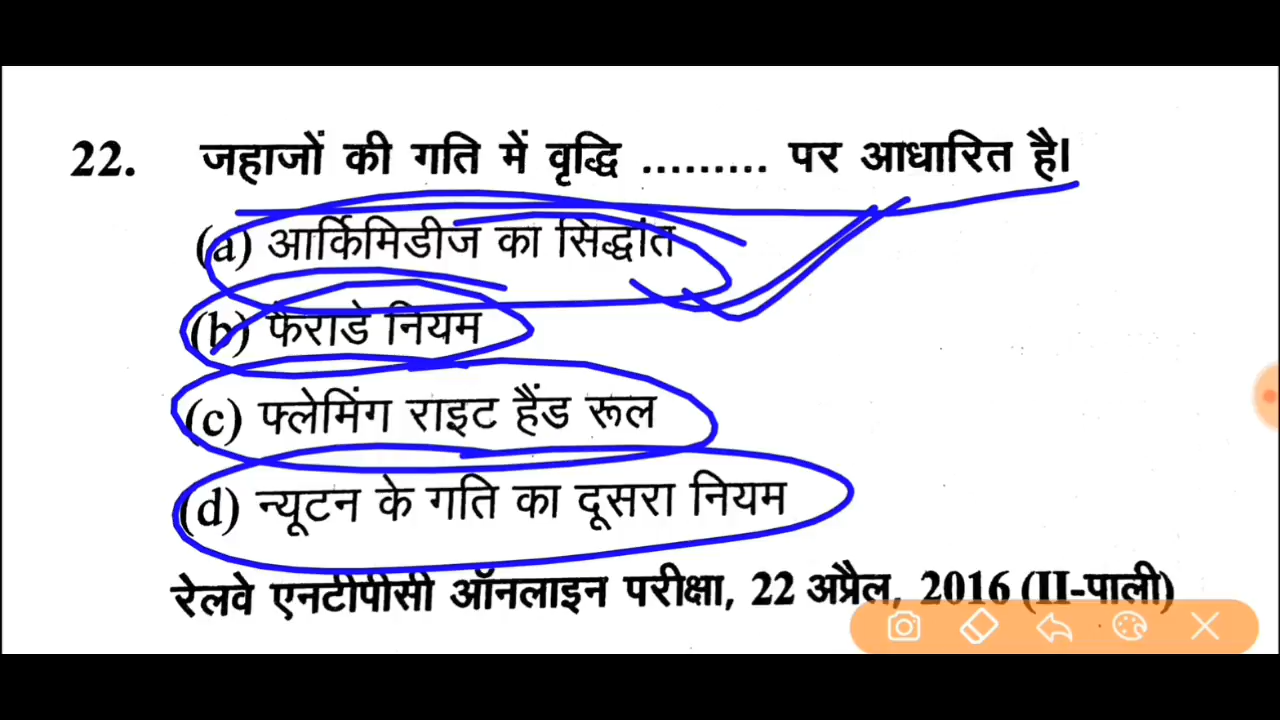 22. जहाजों की गति में वृद्धि ......... पर आधारित है।
(a) आर्किमिडीज का सिद्धांत
(b) फैराडे नियम
(c) फ्लेमिंग राइट हैंड रूल
(d) न्यूटन के गति का दूसरा नियम
रेलवे एनटीपीसी ऑनलाइन परीक्षा, 22 अप्रैल, 2016 (II-पाली)